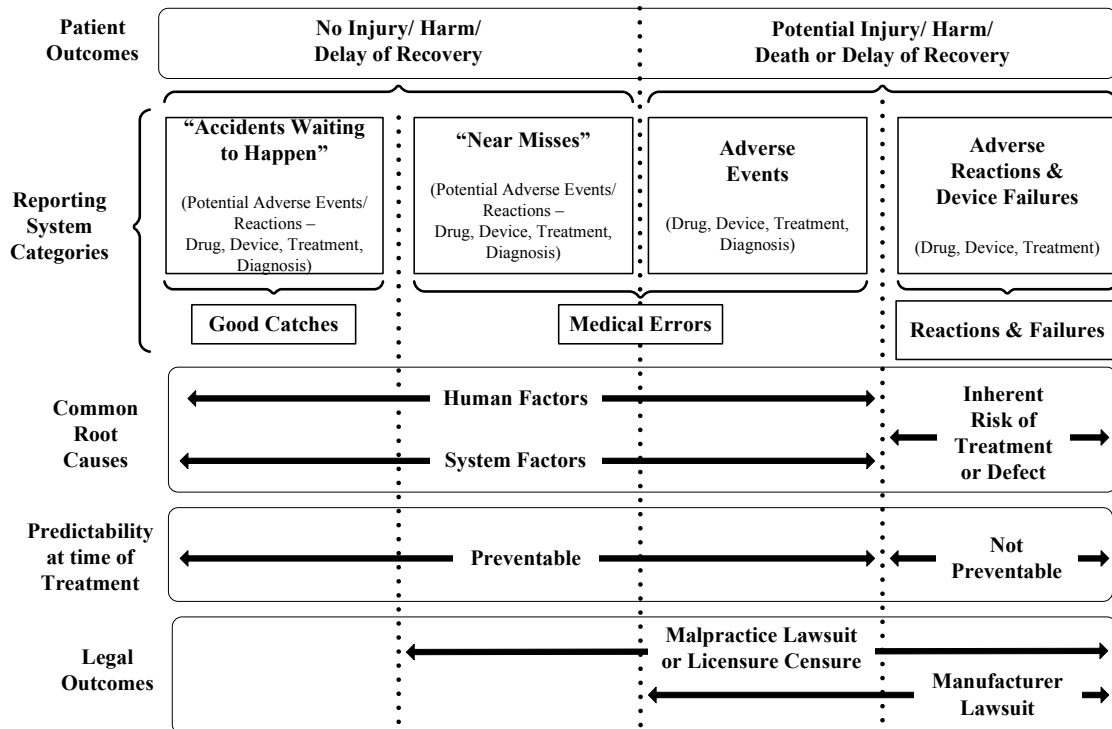 Patient
Outcomes
No Injury/ Harm/
Delay of Recovery
Potential Injury/ Harm/
Death or Delay of Recovery
Reporting
System
Categories
“Accidents Waiting
to Happen”
(Potential Adverse Events/
Reactions –
Drug, Device, Treatment,
Diagnosis)
“Near Misses”
(Potential Adverse Events/
Reactions –
Drug, Device, Treatment,
Diagnosis)
Adverse
Events
(Drug, Device, Treatment,
Diagnosis)
Adverse
Reactions &
Device Failures
(Drug, Device, Treatment)
Good Catches
Medical Errors
Reactions & Failures
Common
Root
Causes
Human Factors
System Factors
Inherent
Risk of
Treatment
or Defect
Predictability
at time of
Treatment
Preventable
Not
Preventable
Legal
Outcomes
Malpractice Lawsuit
or Licensure Censure
Manufacturer
Lawsuit